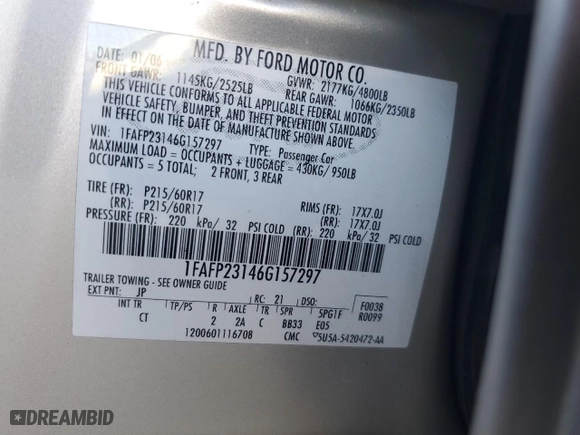 MFD. BY FORD MOTOR CO.
DATE: 01/06
GVWR: 2177KG/4800LB
FRONT GAWR: 1145KG/2525LB
REAR GAWR: 1066KG/2350LB
THIS VEHICLE CONFORMS TO ALL APPLICABLE FEDERAL MOTOR
VEHICLE SAFETY, BUMPER, AND THEFT PREVENTION STANDARDS
IN EFFECT ON THE DATE OF MANUFACTURE SHOWN ABOVE.
VIN: 1FAFP23146G157297 TYPE: Passenger Car
MAXIMUM LOAD = OCCUPANTS + LUGGAGE = 430KG/950LB
OCCUPANTS = 5 TOTAL; 2 FRONT, 3 REAR
TIRE (FR): P215/60R17 RIMS (FR): 17X7.0J
(RR): P215/60R17 (RR): 17X7.0J
PRESSURE (FR): 220 kPa/ 32 PSI COLD (RR): 220 kPa/ 32 PSI COLD
1FAFP23146G157297
TRAILER TOWING - SEE OWNER GUIDE
EXT PNT: JP RC: 21 DSO: F0038
R0099
INT TR TP/PS R AXLE TR SPR SPG1F
CT 2 2A C BB33 E05
1200601116708 CMC 5U5A-5420472-AA
DREAMBID